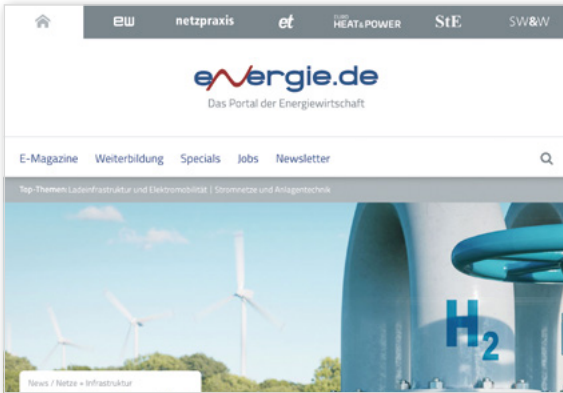 ew netzpraxis et EURO HEAT&POWER StE SW&W
energie.de
Das Portal der Energiewirtschaft
E-Magazine Weiterbildung Specials Jobs Newsletter
Top-Themen: Ladeinfrastruktur und Elektromobilität | Stromnetze und Anlagentechnik
H2
News / Netze + Infrastruktur